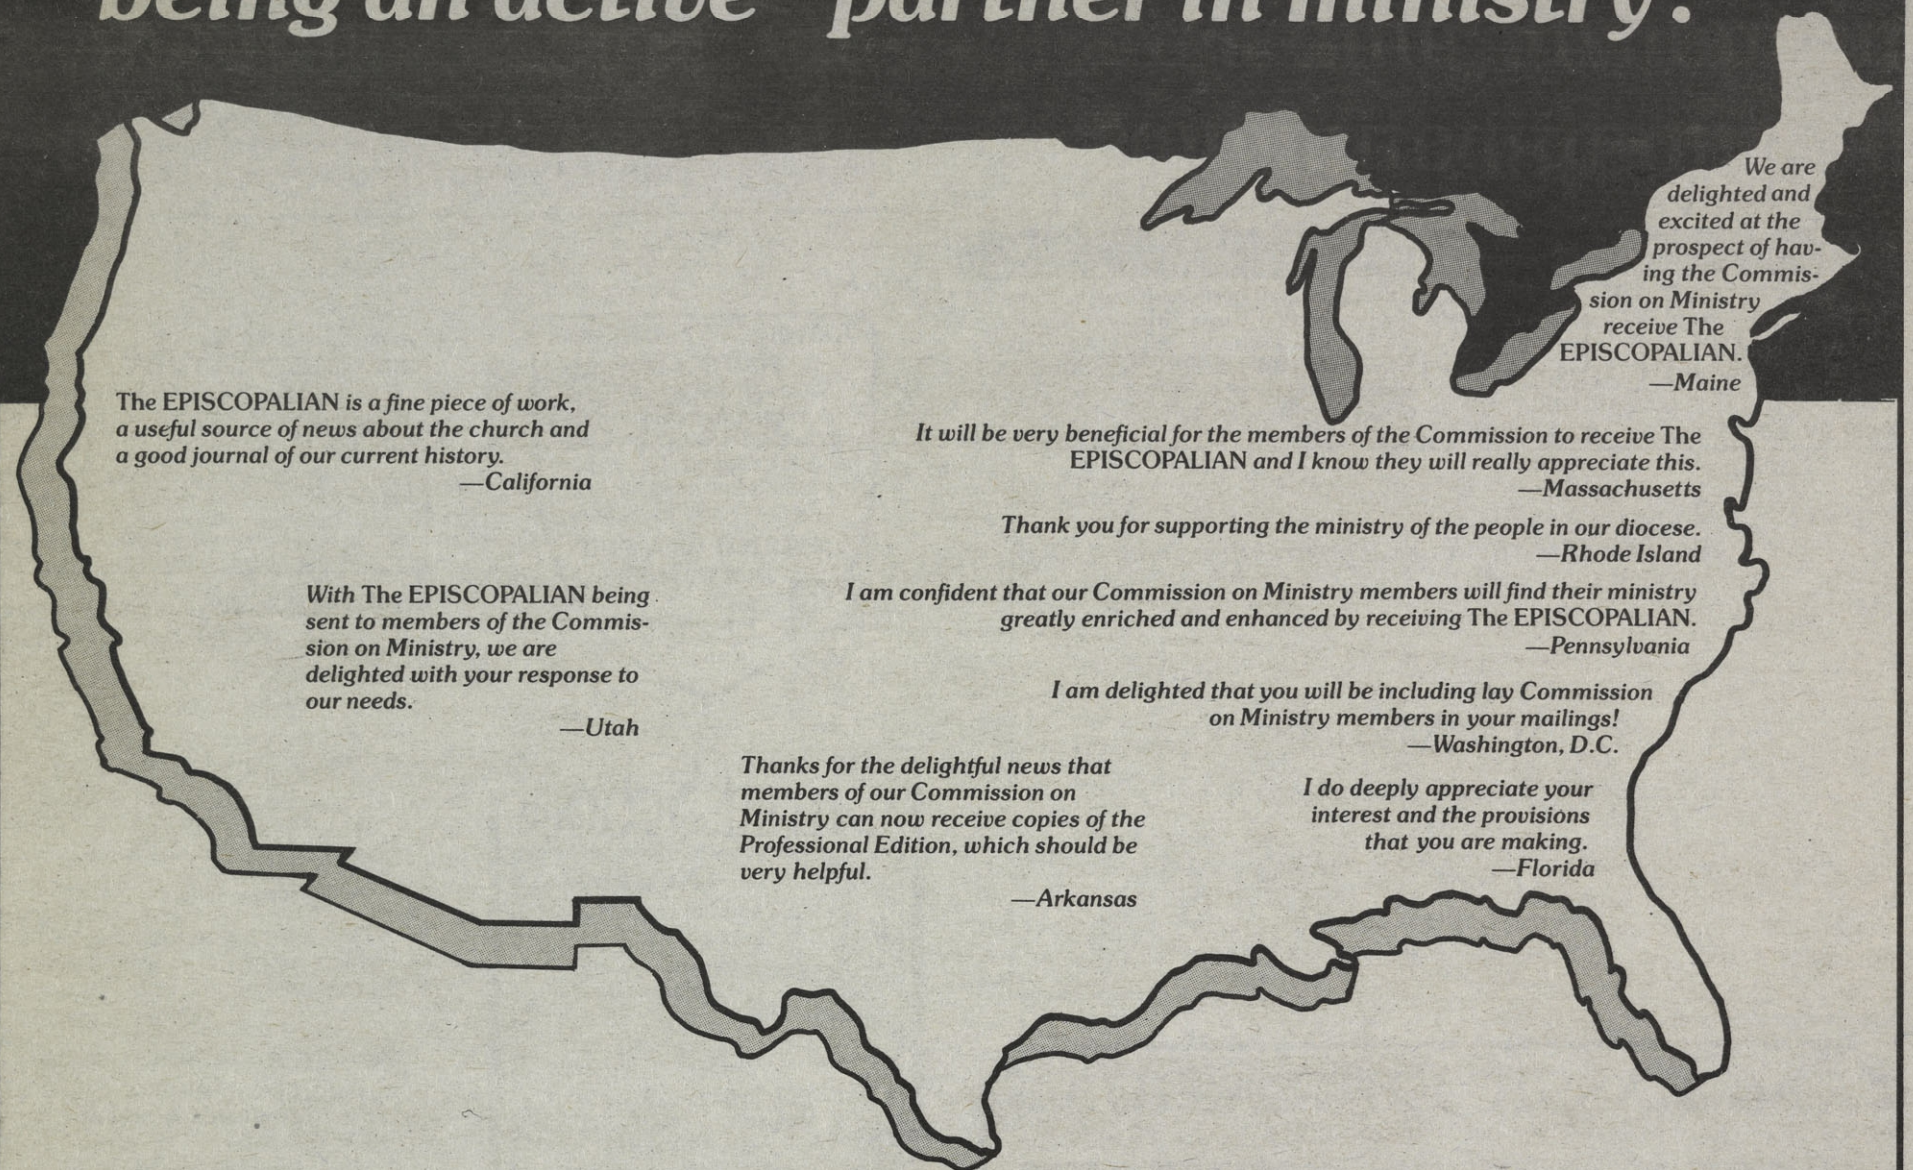 being an active "partner in ministry."
We are
delighted and
excited at the
prospect of hav-
ing the Commis-
sion on Ministry
receive The
EPISCOPALIAN.
—Maine
The EPISCOPALIAN is a fine piece of work,
a useful source of news about the church and
a good journal of our current history.
—California
It will be very beneficial for the members of the Commission to receive The
EPISCOPALIAN and I know they will really appreciate this.
—Massachusetts
Thank you for supporting the ministry of the people in our diocese.
—Rhode Island
With The EPISCOPALIAN being
sent to members of the Commis-
sion on Ministry, we are
delighted with your response to
our needs.
—Utah
I am confident that our Commission on Ministry members will find their ministry
greatly enriched and enhanced by receiving The EPISCOPALIAN.
—Pennsylvania
I am delighted that you will be including lay Commission
on Ministry members in your mailings!
—Washington, D.C.
Thanks for the delightful news that
members of our Commission on
Ministry can now receive copies of the
Professional Edition, which should be
very helpful.
—Arkansas
I do deeply appreciate your
interest and the provisions
that you are making.
—Florida